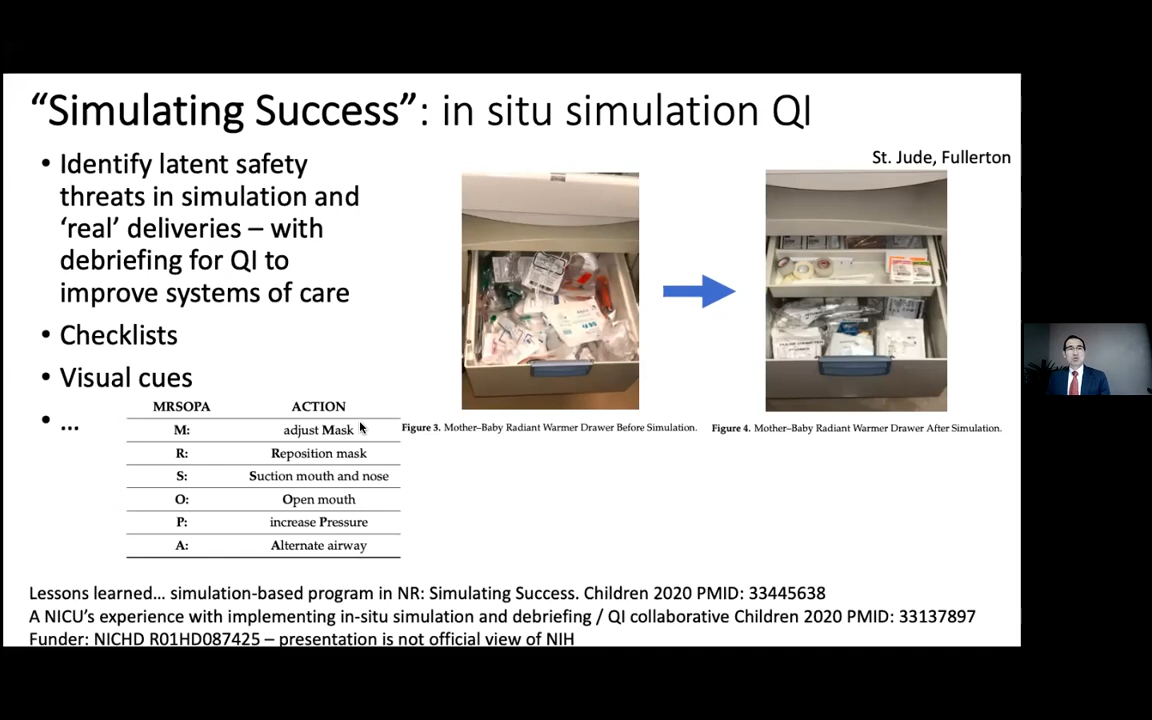 “Simulating Success”: in situ simulation QI
St. Jude, Fullerton
• Identify latent safety
threats in simulation and
‘real’ deliveries – with
debriefing for QI to
improve systems of care
• Checklists
• Visual cues
• ...
MRSOPA ACTION
M: adjust Mask
R: Reposition mask
S: Suction mouth and nose
O: Open mouth
P: increase Pressure
A: Alternate airway
Figure 3. Mother–Baby Radiant Warmer Drawer Before Simulation.
Figure 4. Mother–Baby Radiant Warmer Drawer After Simulation.
Lessons learned... simulation-based program in NR: Simulating Success. Children 2020 PMID: 33445638
A NICU’s experience with implementing in-situ simulation and debriefing / QI collaborative Children 2020 PMID: 33137897
Funder: NICHD R01HD087425 – presentation is not official view of NIH